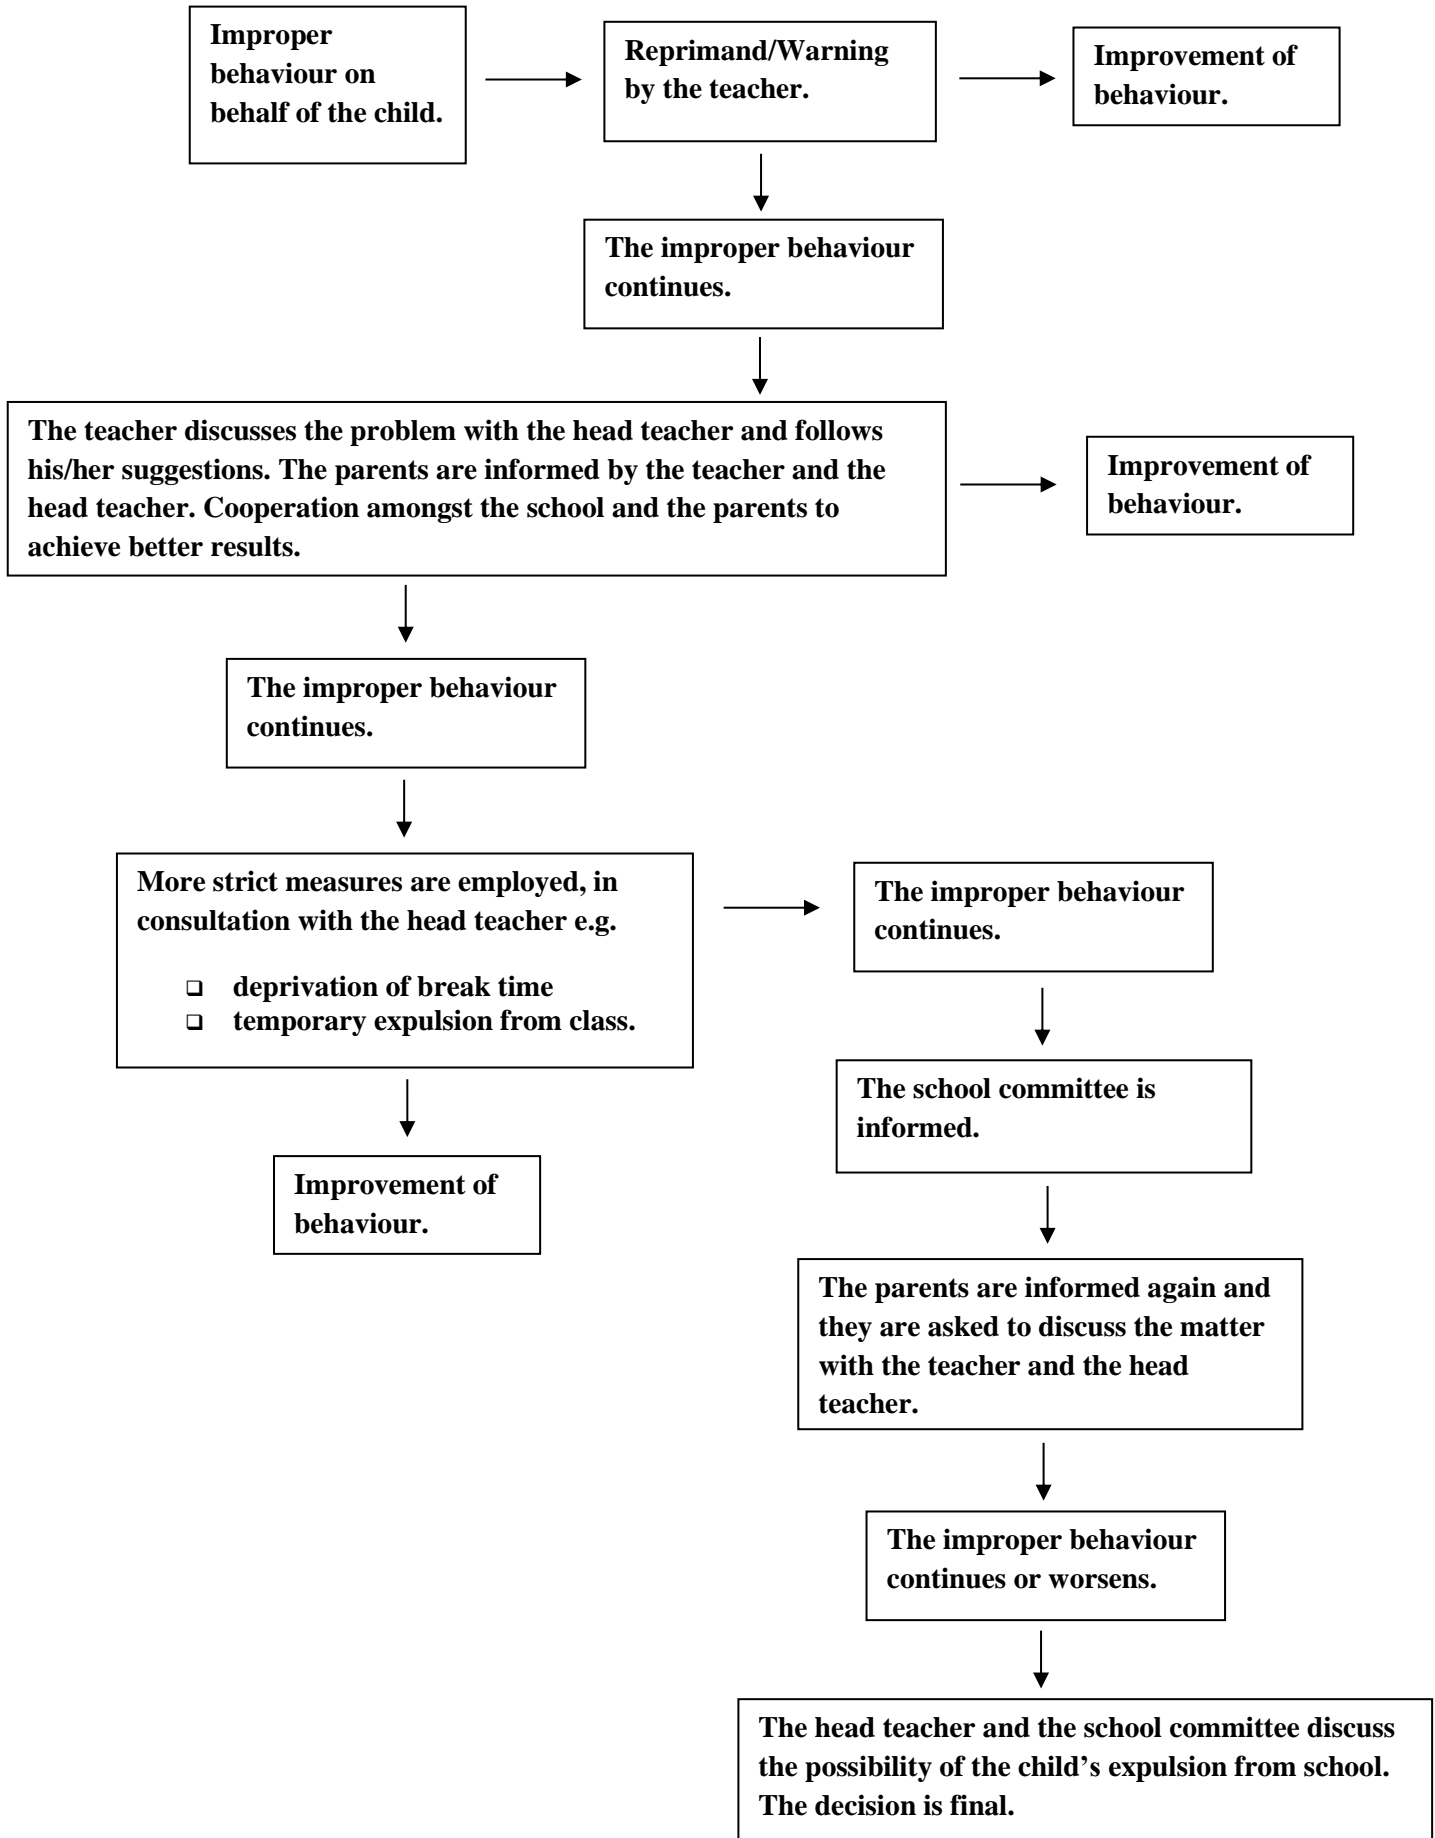 Improper
behaviour on
behalf of the child.
Reprimand/Warning
by the teacher.
Improvement of
behaviour.
The improper behaviour
continues.
The teacher discusses the problem with the head teacher and follows
his/her suggestions. The parents are informed by the teacher and the
head teacher. Cooperation amongst the school and the parents to
achieve better results.
Improvement of
behaviour.
The improper behaviour
continues.
More strict measures are employed, in
consultation with the head teacher e.g.
❑ deprivation of break time
❑ temporary expulsion from class.
The improper behaviour
continues.
The school committee is
informed.
Improvement of
behaviour.
The parents are informed again and
they are asked to discuss the matter
with the teacher and the head
teacher.
The improper behaviour
continues or worsens.
The head teacher and the school committee discuss
the possibility of the child’s expulsion from school.
The decision is final.